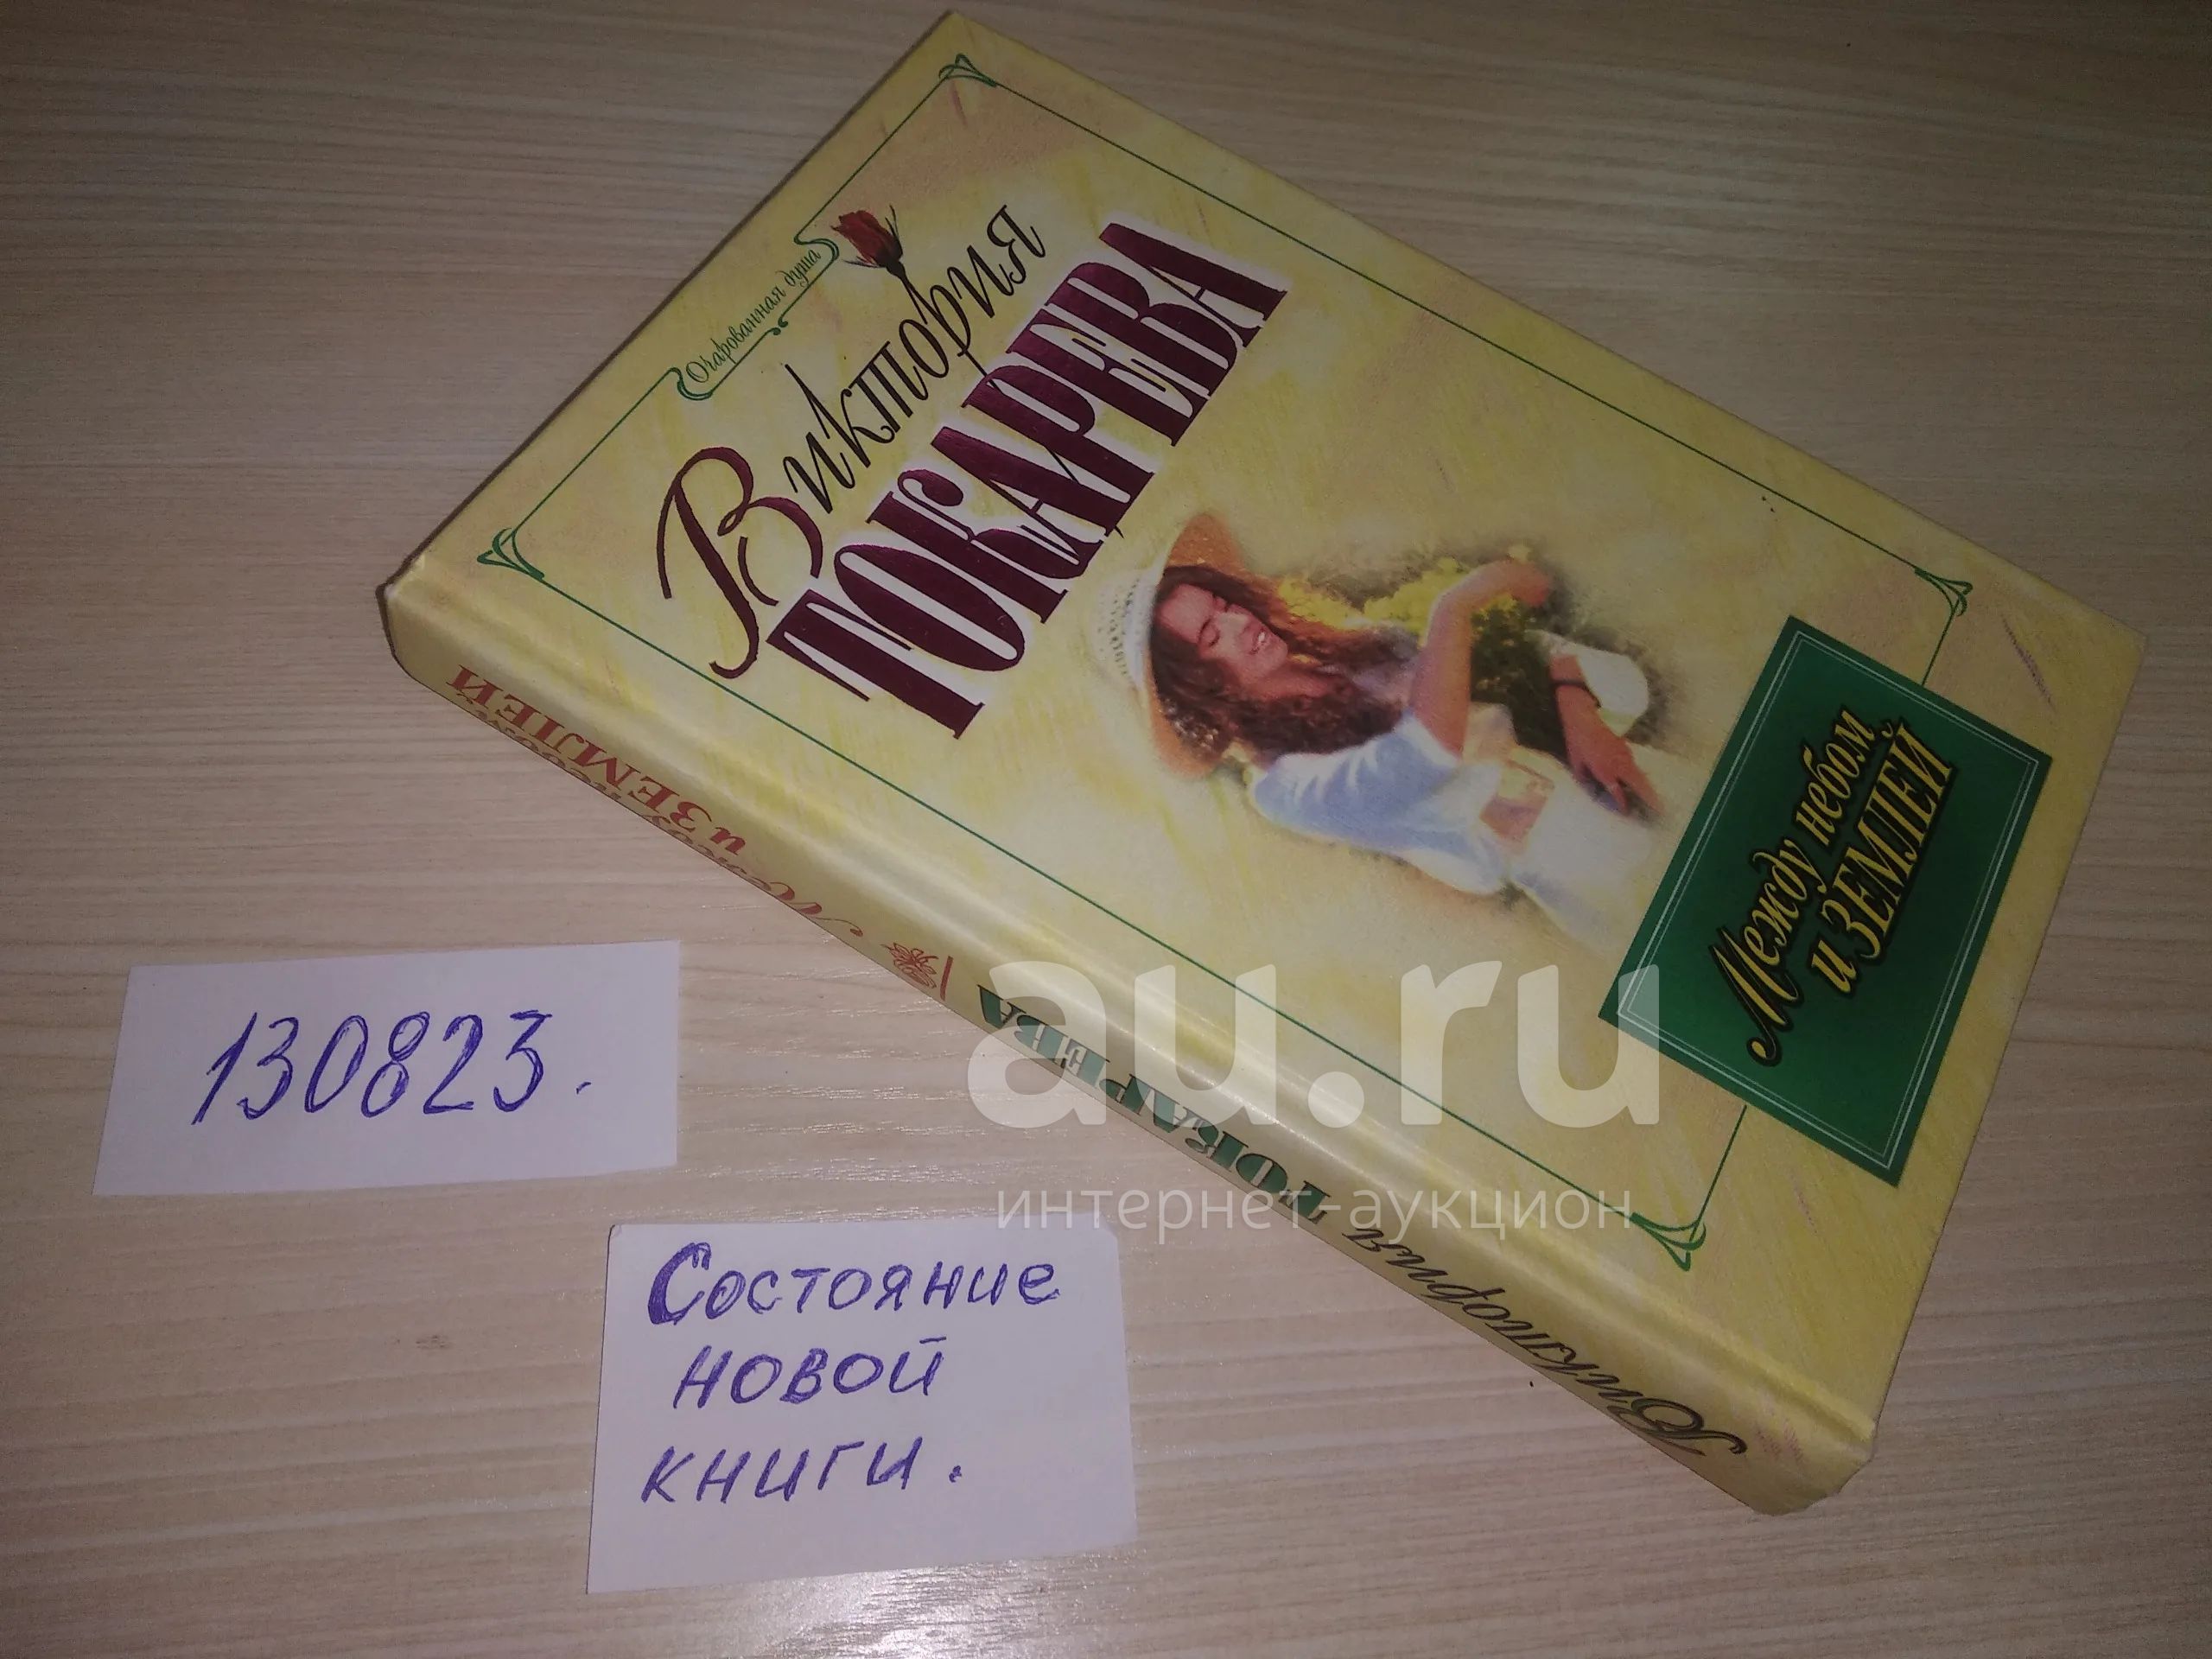 Очарованная душа
Виктория
ТОКАРЕВА
Между небом
и ЗЕМЛЕЙ
Виктория ТОКАРЕВА
Между небом
и ЗЕМЛЕЙ
130823.
Состояние
новой
книги.
au.ru
интернет-аукцион